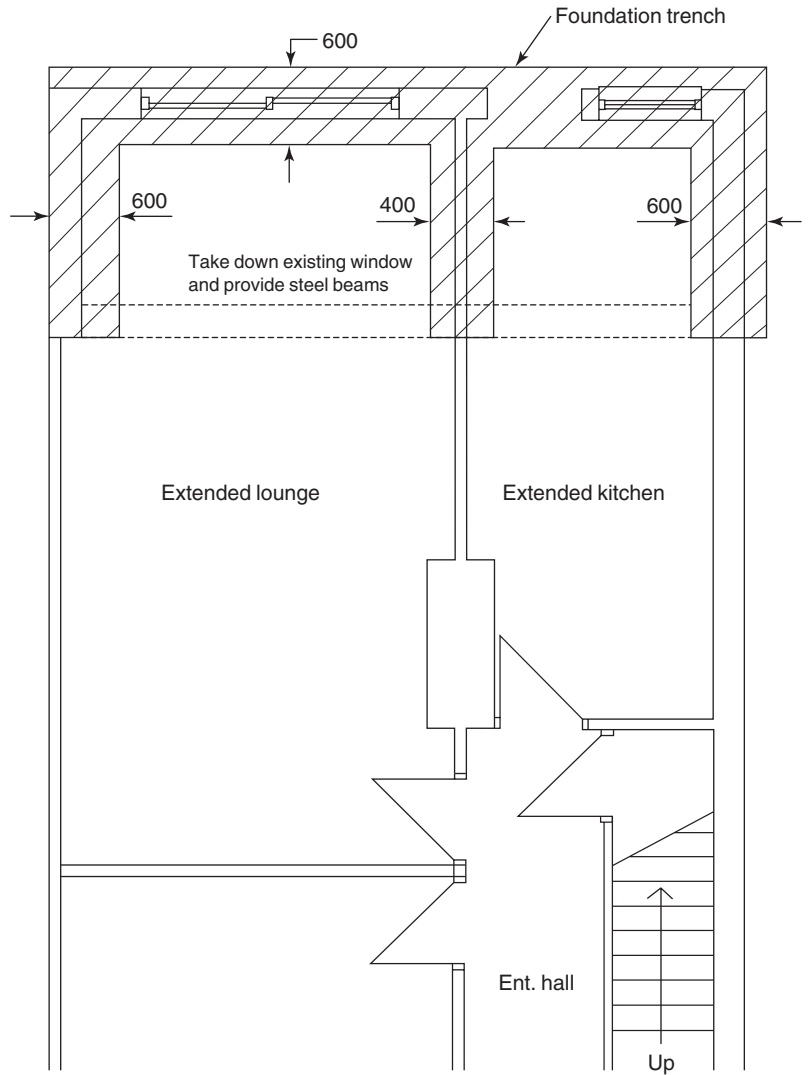 Foundation trench
600
600
400
600
Take down existing window
and provide steel beams
Extended lounge
Extended kitchen
Ent. hall
Up